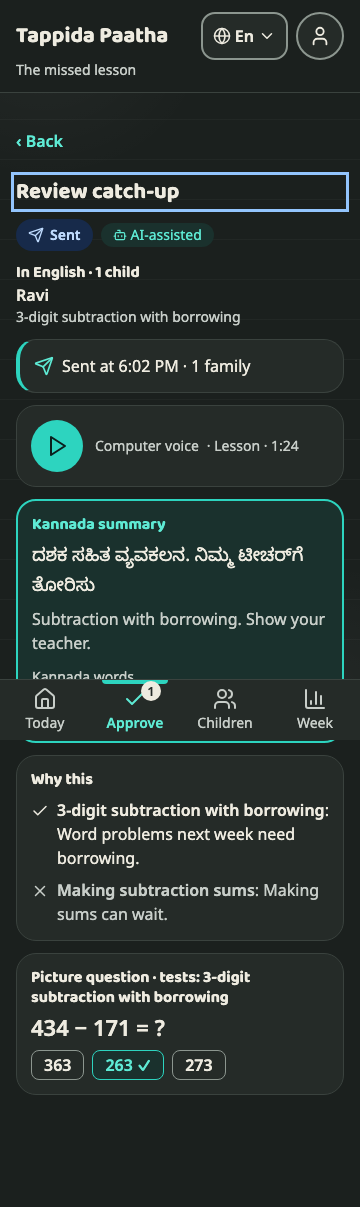 Tappida Paatha
En
The missed lesson
‹ Back
Review catch-up
Sent
AI-assisted
In English · 1 child
Ravi
3-digit subtraction with borrowing
Sent at 6:02 PM · 1 family
Computer voice · Lesson · 1:24
Kannada summary
ದಶಕ ಸಹಿತ ವ್ಯವಕಲನ. ನಿಮ್ಮ ಟೀಚರ್‌ಗೆ
ತೋರಿಸು
Subtraction with borrowing. Show your
teacher.
Kannada words
1
Today
Approve
Children
Week
Why this
3-digit subtraction with borrowing:
Word problems next week need
borrowing.
Making subtraction sums: Making
sums can wait.
Picture question · tests: 3-digit
subtraction with borrowing
434 − 171 = ?
363
263 ✓
273